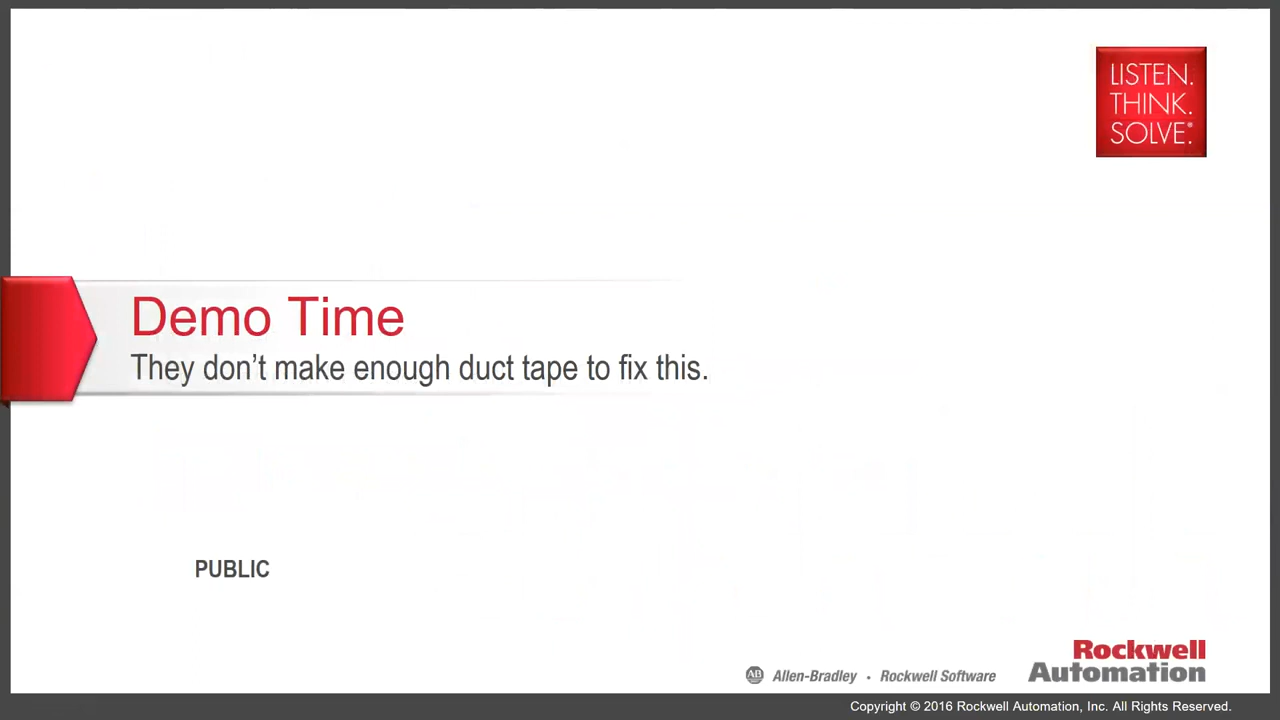 LISTEN.
THINK.
SOLVE.®
Demo Time
They don’t make enough duct tape to fix this.
PUBLIC
AB Allen-Bradley • Rockwell Software
Rockwell
Automation
Copyright © 2016 Rockwell Automation, Inc. All Rights Reserved.